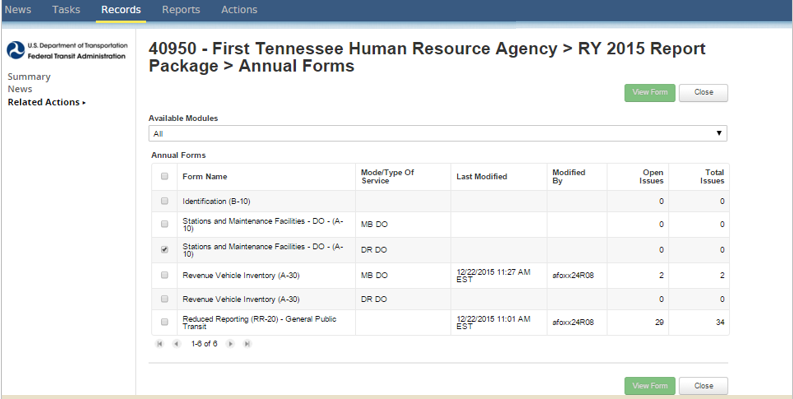 News Tasks Records Reports Actions
U.S. Department of Transportation
Federal Transit Administration
Summary
News
Related Actions ▸
40950 - First Tennessee Human Resource Agency > RY 2015 Report
Package > Annual Forms
View Form Close
Available Modules
All
Annual Forms
Form Name Mode/Type Of Service Last Modified Modified By Open Issues Total Issues
Identification (B-10) 0 0
Stations and Maintenance Facilities - DO - (A-
10) MB DO 0 0
Stations and Maintenance Facilities - DO - (A-
10) DR DO 0 0
Revenue Vehicle Inventory (A-30) MB DO 12/22/2015 11:27 AM EST afoxx24R08 2 2
Revenue Vehicle Inventory (A-30) DR DO 0 0
Reduced Reporting (RR-20) - General Public
Transit 12/22/2015 11:01 AM EST afoxx24R08 29 34
1-6 of 6
View Form Close